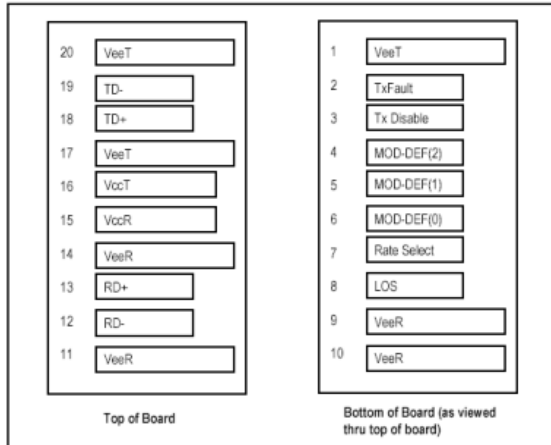 20 VeeT
19 TD-
18 TD+
17 VeeT
16 VccT
15 VccR
14 VeeR
13 RD+
12 RD-
11 VeeR
Top of Board
1 VeeT
2 TxFault
3 Tx Disable
4 MOD-DEF(2)
5 MOD-DEF(1)
6 MOD-DEF(0)
7 Rate Select
8 LOS
9 VeeR
10 VeeR
Bottom of Board (as viewed
thru top of board)